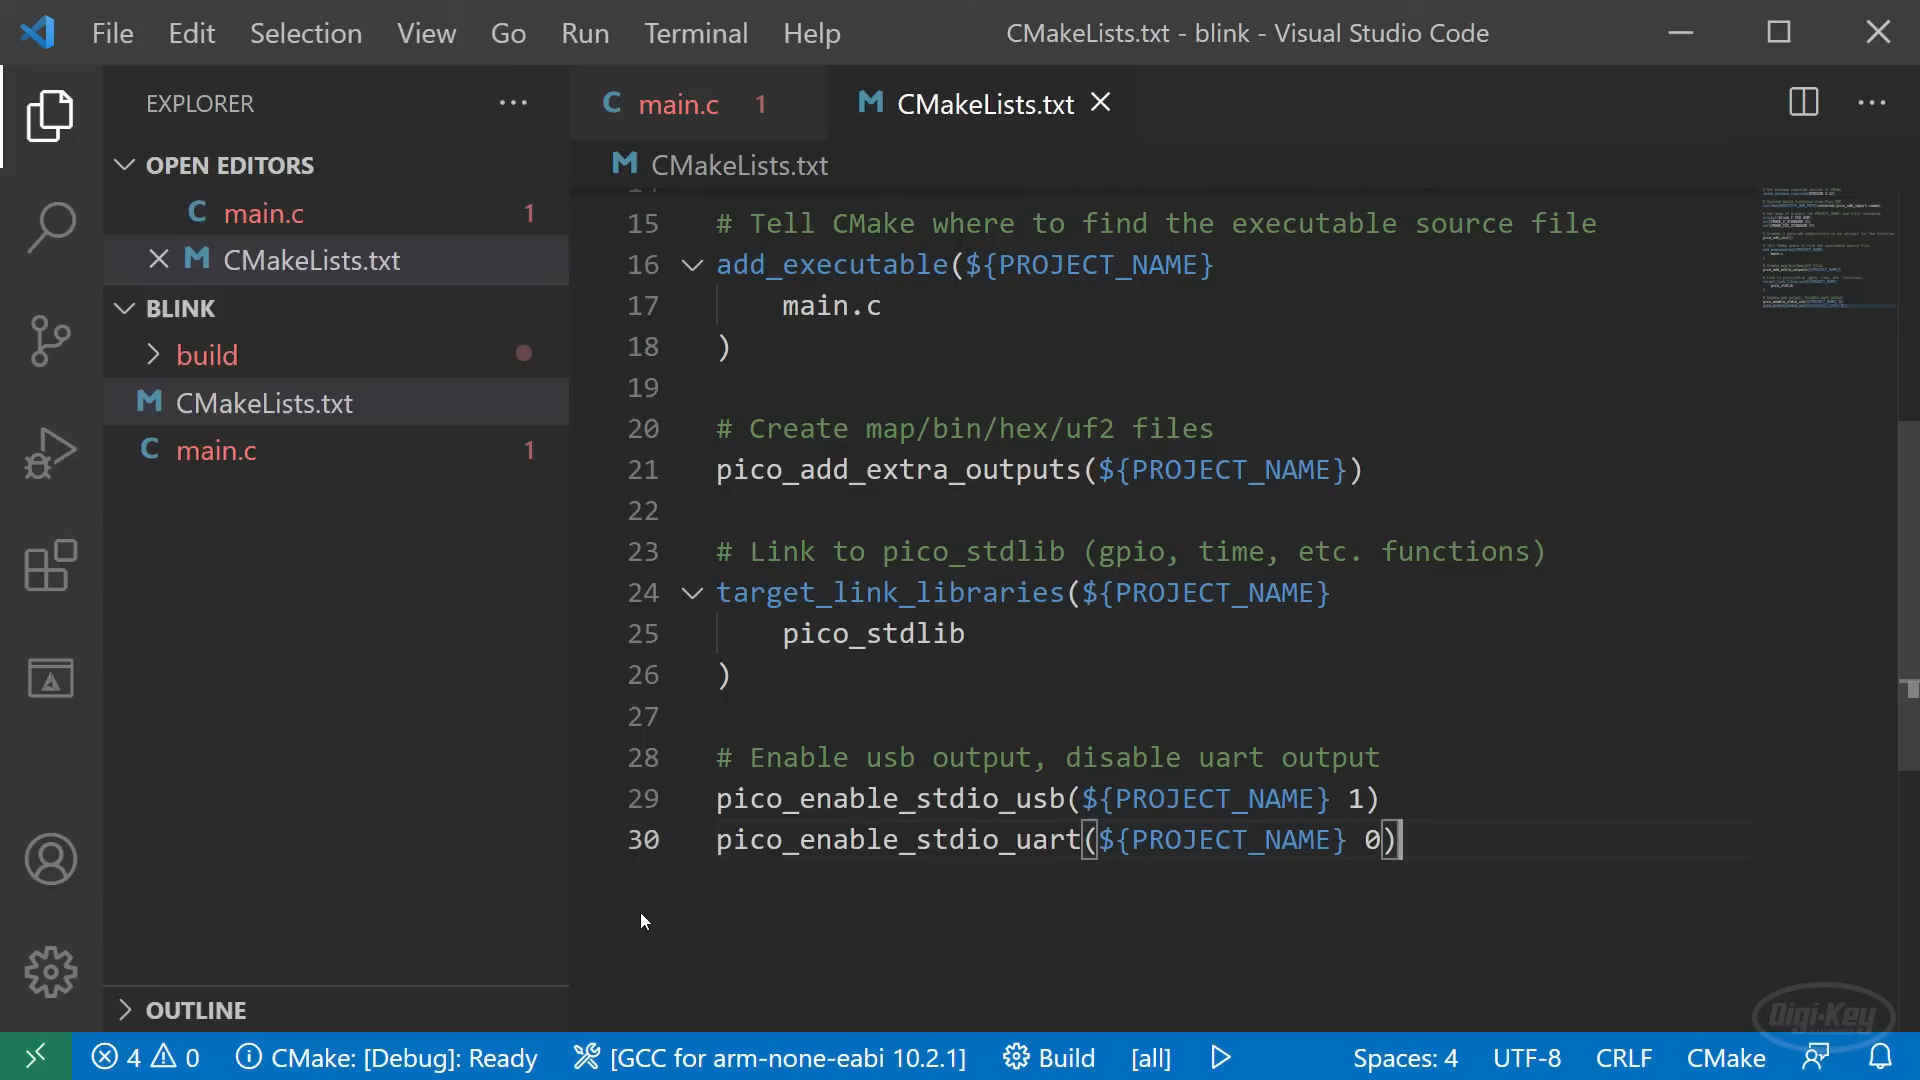 File Edit Selection View Go Run Terminal Help CMakeLists.txt - blink - Visual Studio Code
EXPLORER
OPEN EDITORS
C main.c 1
M CMakeLists.txt
BLINK
build
M CMakeLists.txt
C main.c 1
OUTLINE
C main.c 1 M CMakeLists.txt
M CMakeLists.txt
15 # Tell CMake where to find the executable source file
16 add_executable(${PROJECT_NAME}
17 main.c
18 )
19
20 # Create map/bin/hex/uf2 files
21 pico_add_extra_outputs(${PROJECT_NAME})
22
23 # Link to pico_stdlib (gpio, time, etc. functions)
24 target_link_libraries(${PROJECT_NAME}
25 pico_stdlib
26 )
27
28 # Enable usb output, disable uart output
29 pico_enable_stdio_usb(${PROJECT_NAME} 1)
30 pico_enable_stdio_uart(${PROJECT_NAME} 0)
Digi-Key
4 0 CMake: [Debug]: Ready [GCC for arm-none-eabi 10.2.1] Build [all] Spaces: 4 UTF-8 CRLF CMake